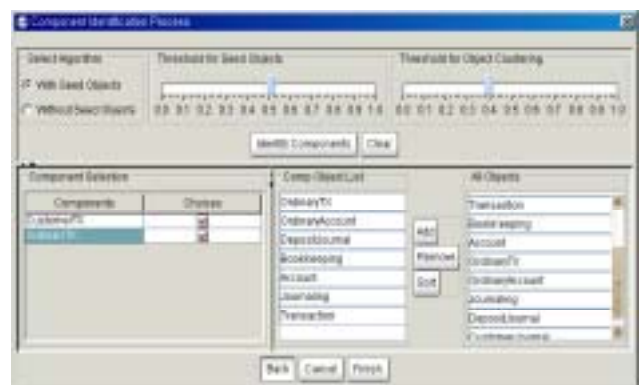 Component Identification Process
Select Algorithm
With Seed Objects
Without Seed Objects
Threshold for Seed Objects
0.0 0.1 0.2 0.3 0.4 0.5 0.6 0.7 0.8 0.9 1.0
Threshold for Object Clustering
0.0 0.1 0.2 0.3 0.4 0.5 0.6 0.7 0.8 0.9 1.0
Identify Components
Clear
Component Selection
Components
Choices
CustomerTX
Comp Object List
OrdinaryTX
OrdinaryAccount
DepositJournal
Bookkeeping
Account
Journaling
Transaction
Add
Remove
Sort
All Objects
Transaction
Bookkeeping
Account
OrdinaryTX
OrdinaryAccount
Journaling
DepositJournal
CustomerJournal
Back
Cancel
Finish